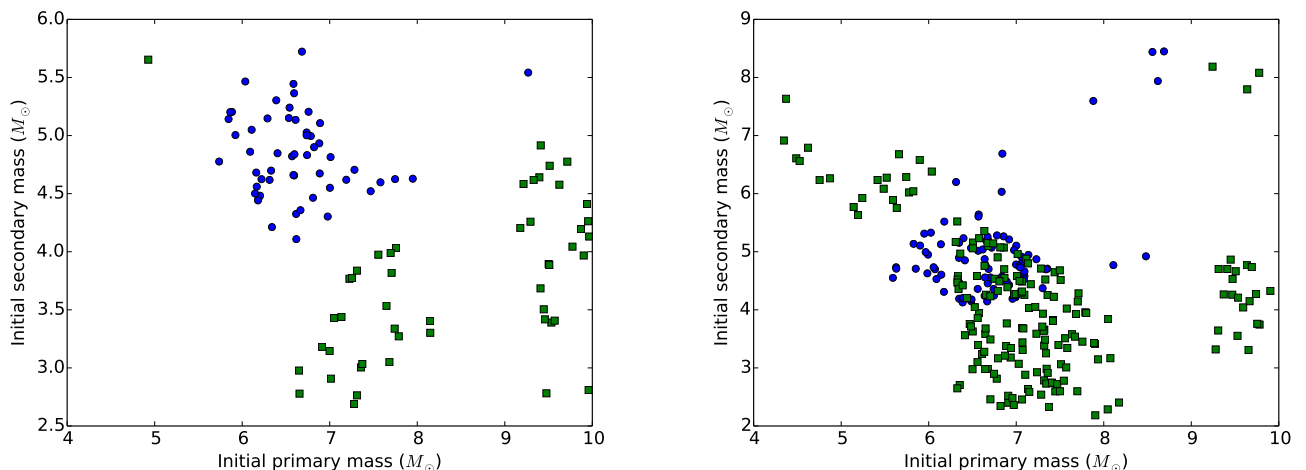 6.0
5.5
5.0
4.5
4.0
3.5
3.0
2.5
4 5 6 7 8 9 10
Initial primary mass (M⊙)
Initial secondary mass (M⊙)
9
8
7
6
5
4
3
2
4 5 6 7 8 9 10
Initial primary mass (M⊙)
Initial secondary mass (M⊙)